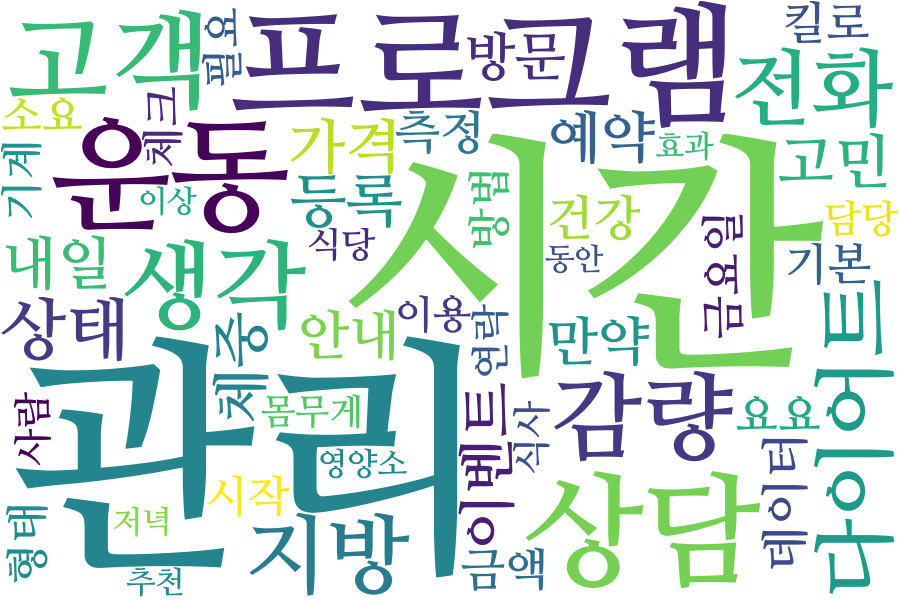 고객
필요
프로그램
방문
킬로
전화
소요
체크
운동
가격
측정
예약
효과
고민
기계
이상
등록
방법
시간
건강
담당
내일
생각
식당
동안
금요일
기본
상태
체중
안내
이용
연락
만약
다이어트
관리
사람
몸무게
이벤트
식사
감량
요요
데이터
영양소
시작
상담
형태
저녁
지방
금액
추천